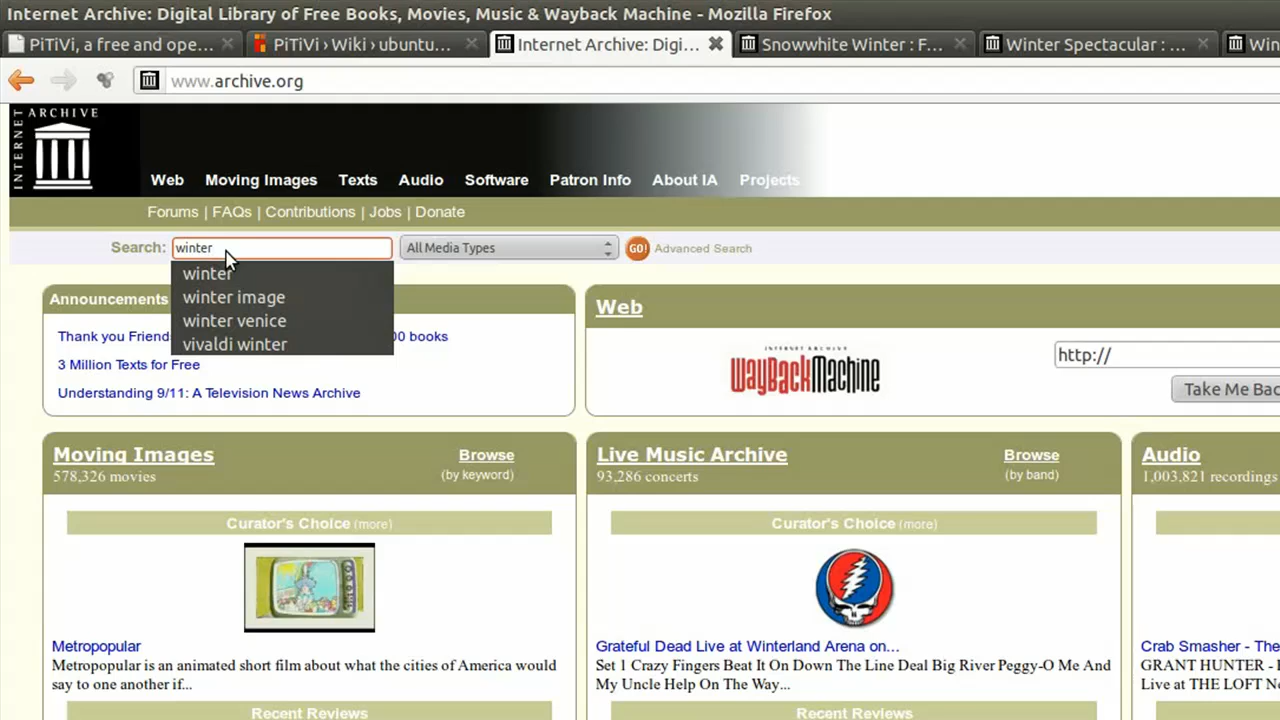 Internet Archive: Digital Library of Free Books, Movies, Music & Wayback Machine - Mozilla Firefox
PiTiVi, a free and ope... PiTiVi › Wiki › ubuntu... Internet Archive: Digi... Snowwhite Winter : F... Winter Spectacular : ... Win
www.archive.org
INTERNET ARCHIVE
Web Moving Images Texts Audio Software Patron Info About IA Projects
Forums | FAQs | Contributions | Jobs | Donate
Search: winter All Media Types GO! Advanced Search
winter
winter image
winter venice
vivaldi winter
Announcements
Thank you Friend 00 books
3 Million Texts for Free
Understanding 9/11: A Television News Archive
Web
INTERNET ARCHIVE
WayBackMachine
http://
Take Me Bac
Moving Images Browse
578,326 movies (by keyword)
Curator's Choice (more)
Metropopular
Metropopular is an animated short film about what the cities of America would
say to one another if...
Recent Reviews
Live Music Archive Browse
93,286 concerts (by band)
Curator's Choice (more)
Grateful Dead Live at Winterland Arena on...
Set 1 Crazy Fingers Beat It On Down The Line Deal Big River Peggy-O Me And
My Uncle Help On The Way...
Recent Reviews
Audio
1,003,821 recordings
Crab Smasher - The
GRANT HUNTER -
Live at THE LOFT Ne